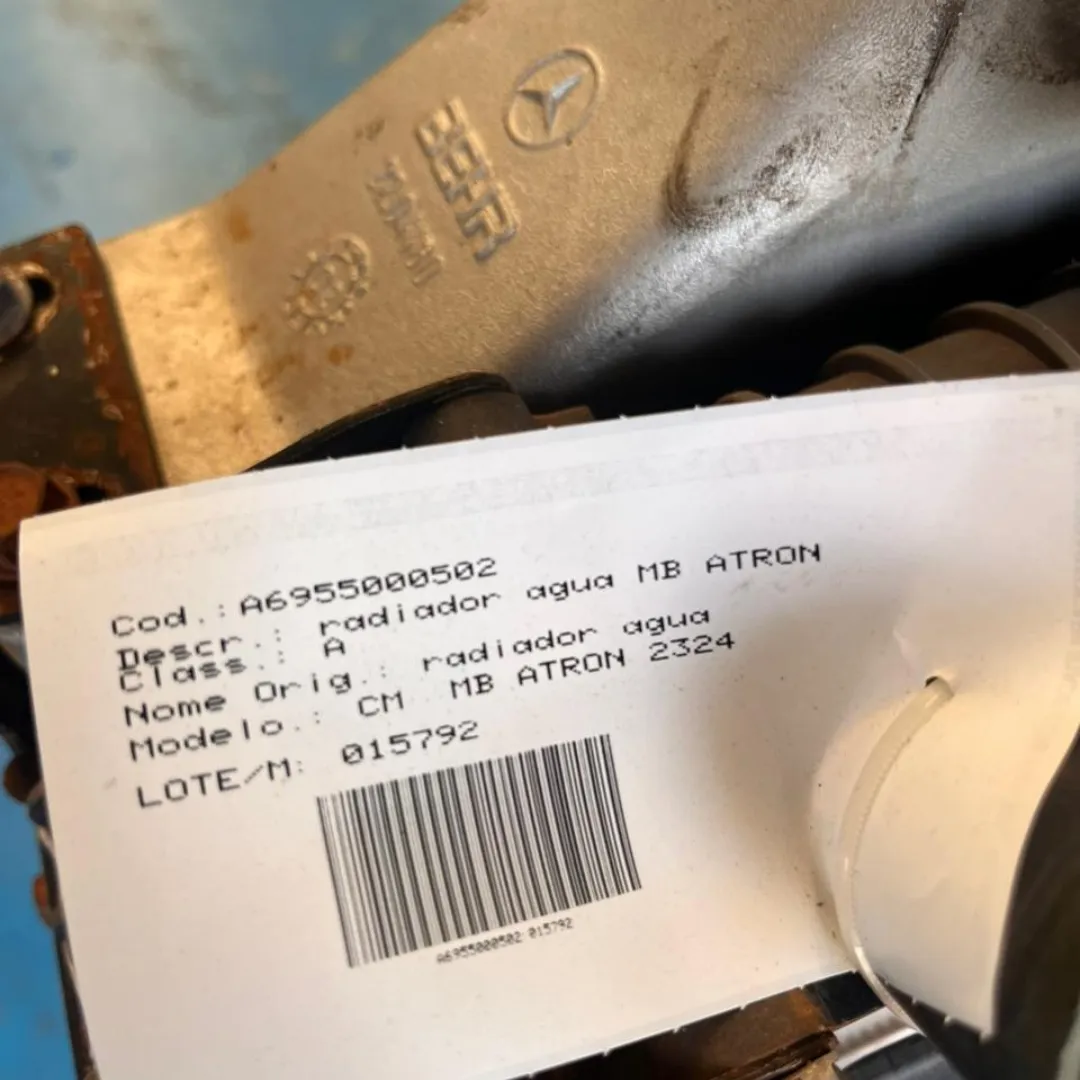 BEHR
Cod.: A6955000502
Descr.: radiador agua MB ATRON
Class.: A
Nome Orig.: radiador agua
Modelo.: CM MB ATRON 2324
LOTE/M: 015792
A6955000502 015792